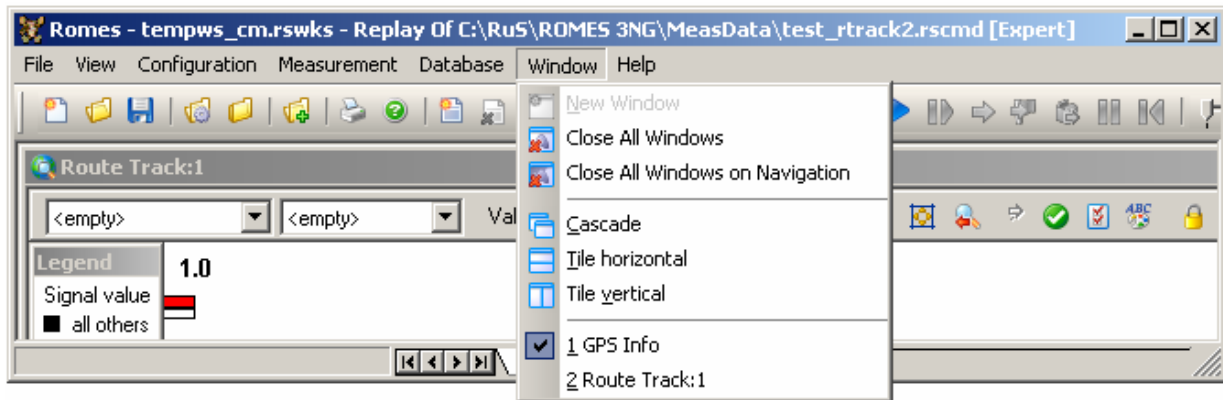 Romes - tempws_cm.rswks - Replay Of C:\RuS\ROMES 3NG\MeasData\test_rtrack2.rscmd [Expert]
File View Configuration Measurement Database Window Help
New Window
Close All Windows
Close All Windows on Navigation
Cascade
Tile horizontal
Tile vertical
1 GPS Info
2 Route Track:1
Route Track:1
<empty> <empty> Val
ABC
Legend
1.0
Signal value
all others